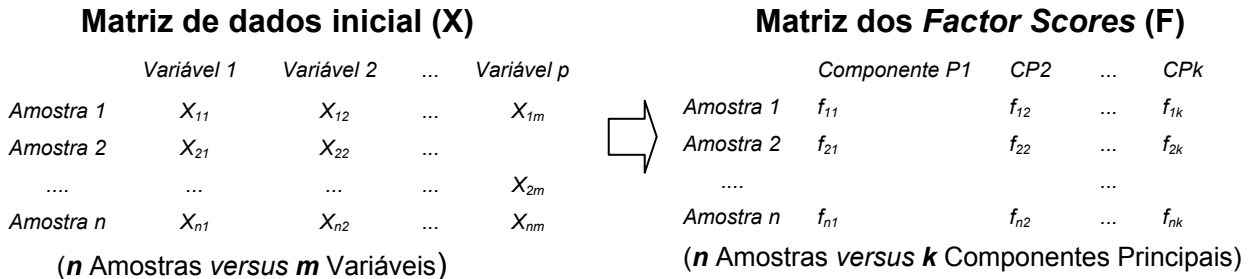 Matriz de dados inicial (X)
Variável 1 Variável 2 ... Variável p
Amostra 1 X11 X12 ... X1m
Amostra 2 X21 X22 ...
.... ... ... ... X2m
Amostra n Xn1 Xn2 ... Xnm
(n Amostras versus m Variáveis)
Matriz dos Factor Scores (F)
Componente P1 CP2 ... CPk
Amostra 1 f11 f12 ... f1k
Amostra 2 f21 f22 ... f2k
.... ...
Amostra n fn1 fn2 ... fnk
(n Amostras versus k Componentes Principais)